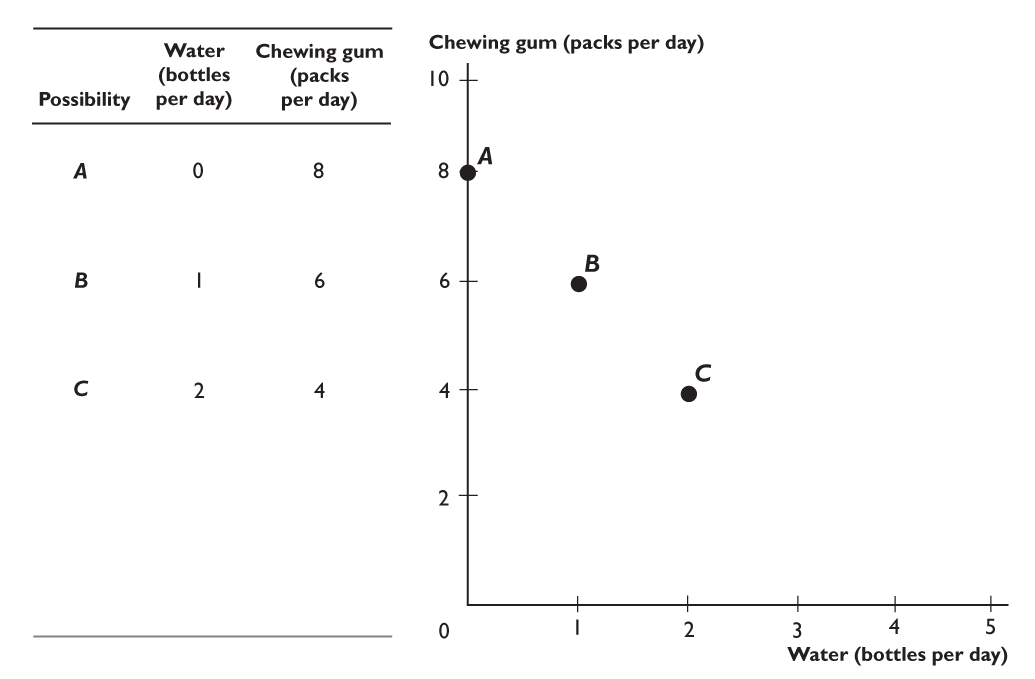 Possibility
Water
(bottles
per day)
Chewing gum
(packs
per day)
A 0 8
B 1 6
C 2 4
Chewing gum (packs per day)
10
8
6
4
2
0
A
B
C
1 2 3 4 5
Water (bottles per day)